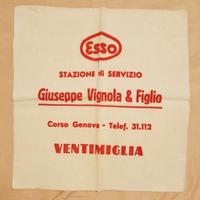 Esso
STAZIONE di SERVIZIO
Giuseppe Vignola & Figlio
Corso Genova - Telef. 31.112
VENTIMIGLIA